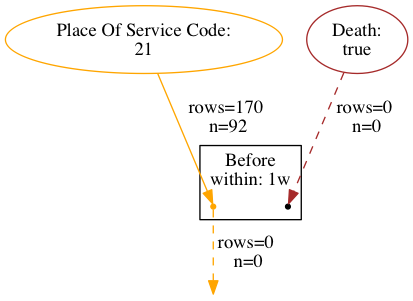 Place Of Service Code:
21
Death:
true
rows=170
n=92
rows=0
n=0
Before
within: 1w
rows=0
n=0